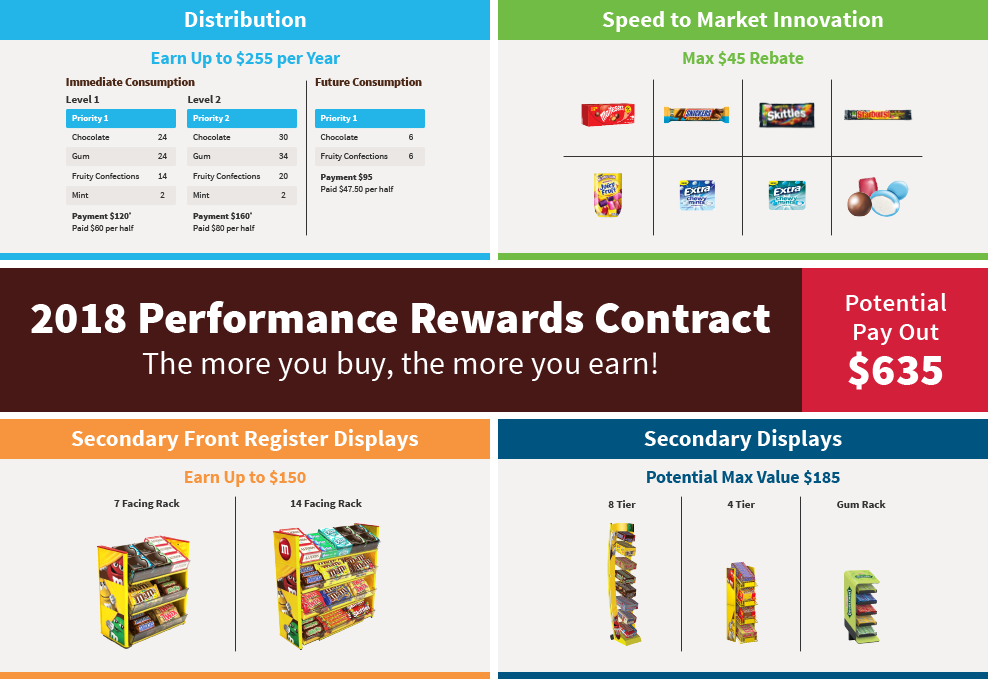 Distribution
Earn Up to $255 per Year
Immediate Consumption
Level 1
Priority 1
Chocolate 24
Gum 24
Fruity Confections 14
Mint 2
Payment $120*
Paid $60 per half
Level 2
Priority 2
Chocolate 30
Gum 34
Fruity Confections 20
Mint 2
Payment $160*
Paid $80 per half
Future Consumption
Priority 1
Chocolate 6
Fruity Confections 6
Payment $95
Paid $47.50 per half
Speed to Market Innovation
Max $45 Rebate
Maltesers
SNICKERS
Skittles
Starburst
Juicy Fruit
Extra
chewy mints
Extra
chewy mints
2018 Performance Rewards Contract
The more you buy, the more you earn!
Potential
Pay Out
$635
Secondary Front Register Displays
Earn Up to $150
7 Facing Rack
14 Facing Rack
m
m&m's
Skittles
Secondary Displays
Potential Max Value $185
8 Tier
4 Tier
Gum Rack